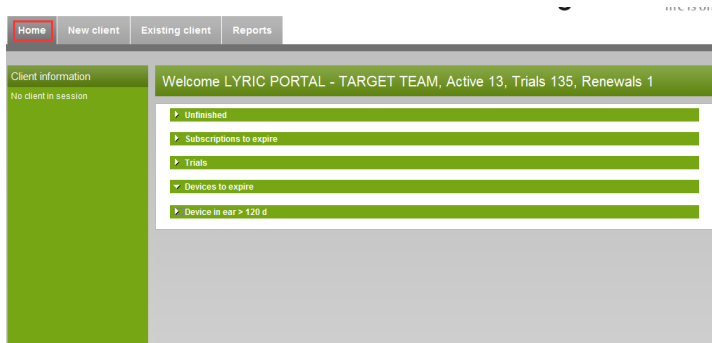 Home New client Existing client Reports
Client information
No client in session
Welcome LYRIC PORTAL - TARGET TEAM, Active 13, Trials 135, Renewals 1
Unfinished
Subscriptions to expire
Trials
Devices to expire
Device in ear > 120 d